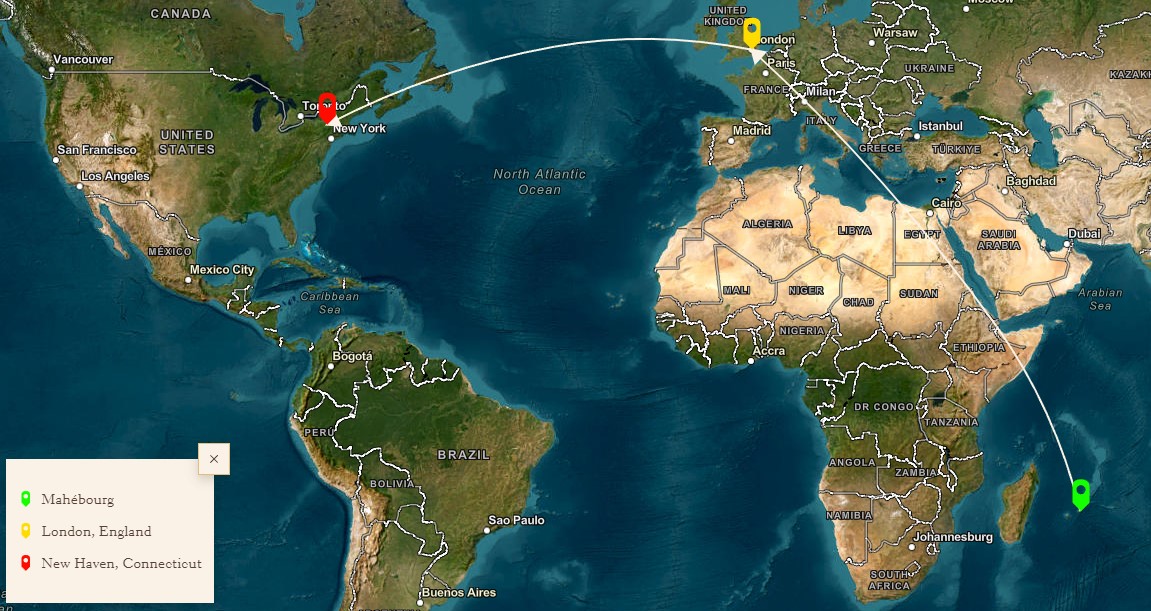 CANADA
Moscow
UNITED
KINGDO
Vancouver
London
Warsaw
Paris
UKRAINE
KAZAKH
FRANCE
Milan
Toronto
New York
ITALY
Istanbul
UNITED
STATES
Madrid
GREECE
TÜRKIYE
San Francisco
Los Angeles
North Atlantic
Ocean
Baghdad
Cairo
ALGERIA
LIBYA
EGYPT
SAUDI
ARABIA
Dubai
MÉXICO
Mexico City
MALI
NIGER
CHAD
SUDAN
Arabian
Sea
Caribbean
Sea
NIGERIA
Bogotá
Accra
ETHIOPIA
DR CONGO
TANZANIA
PERÚ
BRAZIL
BOLIVIA
ANGOLA
ZAMBIA
Mahébourg
NAMIBIA
Sao Paulo
London, England
Johannesburg
New Haven, Connecticut
SOUTH
AFRICA
Buenos Aires